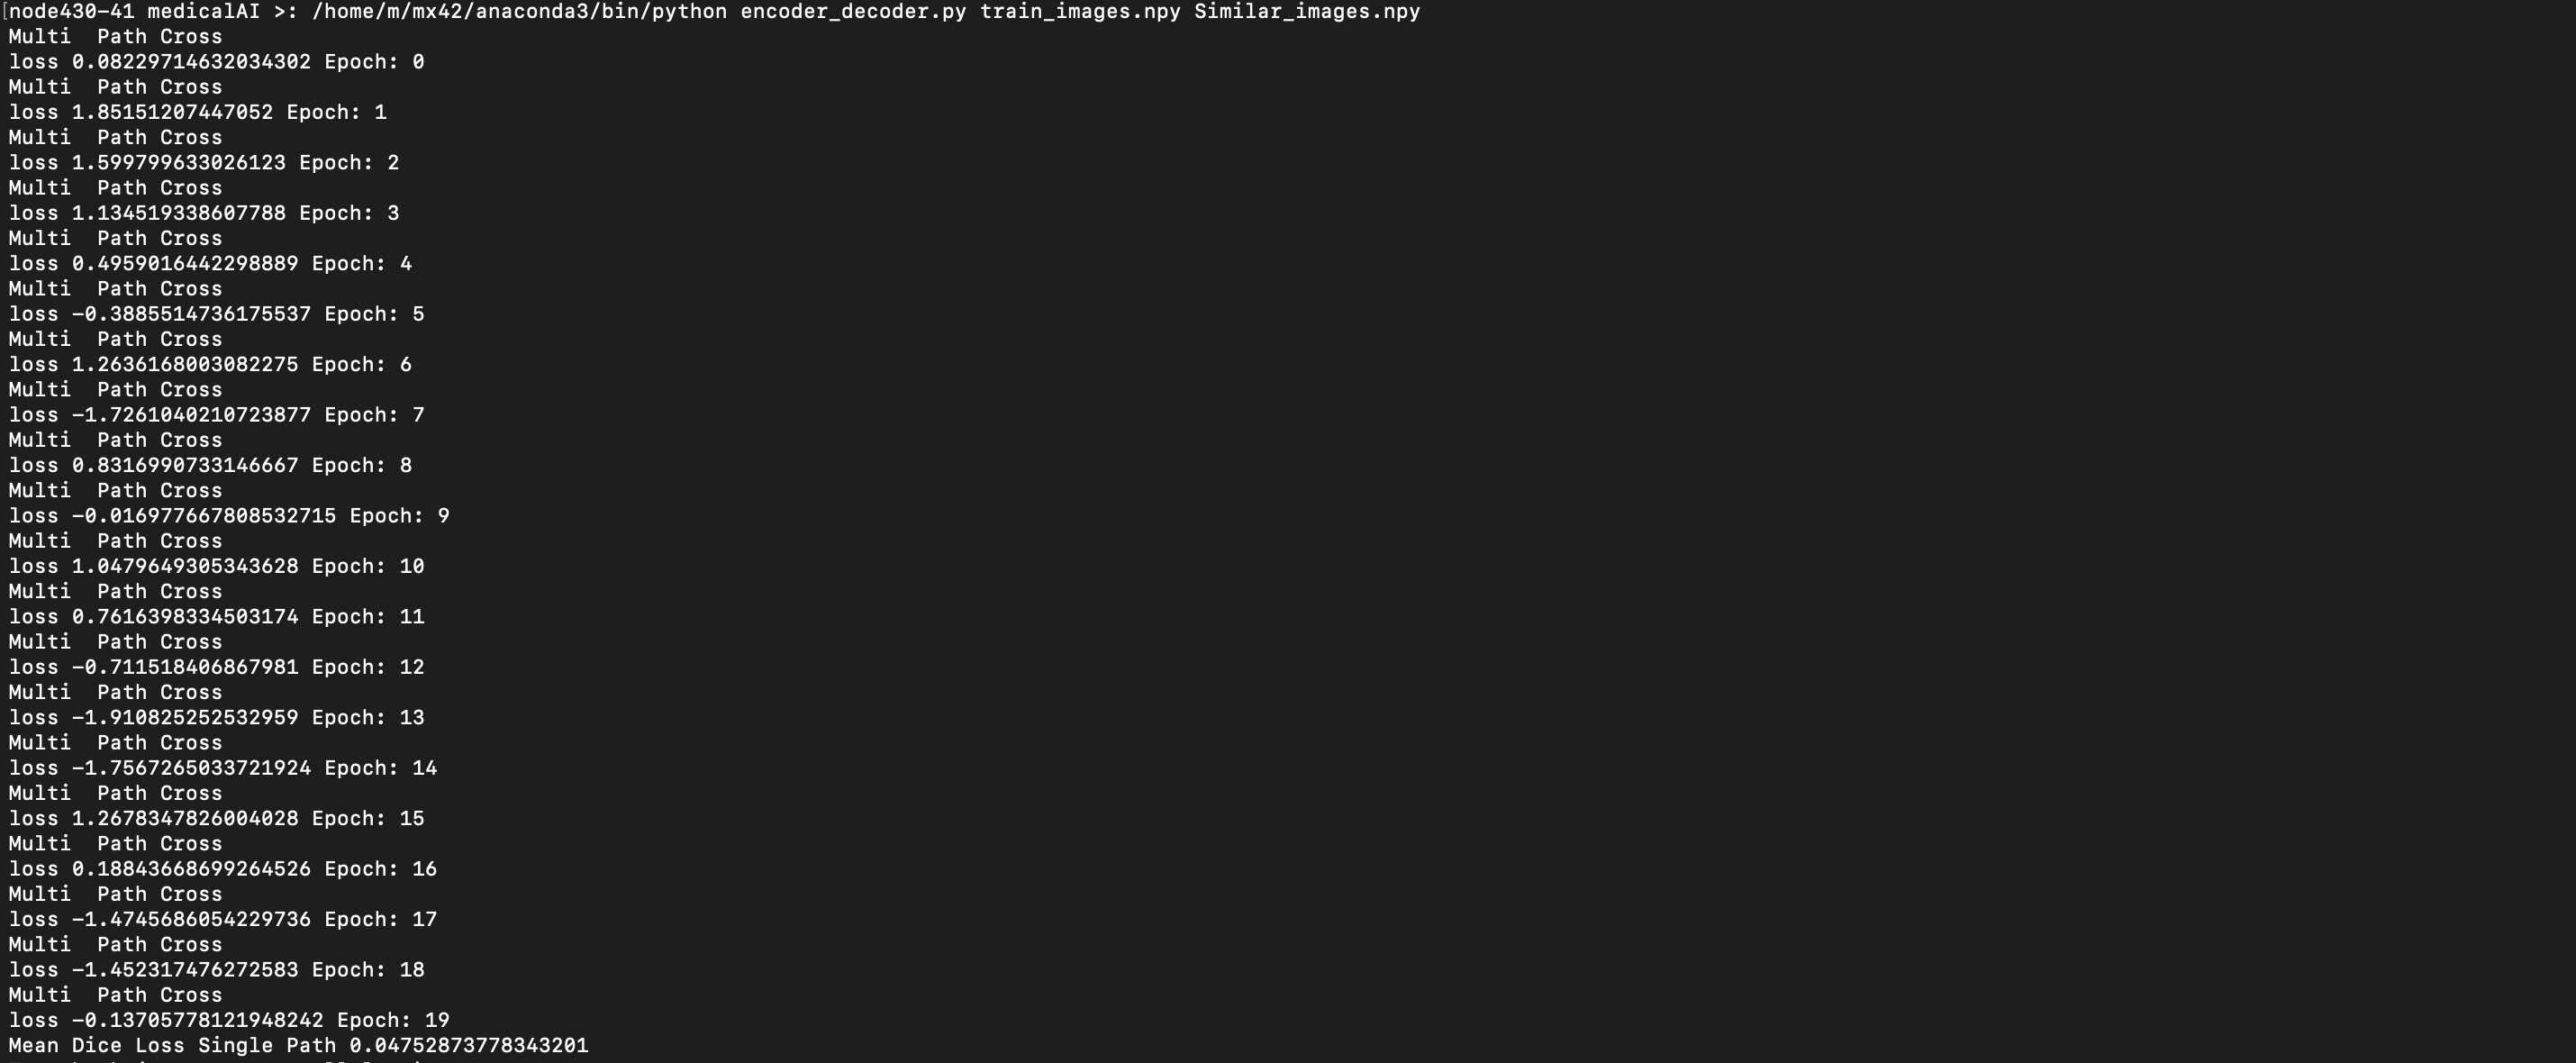 [node430-41 medicalAI >: /home/m/mx42/anaconda3/bin/python encoder_decoder.py train_images.npy Similar_images.npy
Multi  Path Cross
loss 0.08229714632034302 Epoch: 0
Multi  Path Cross
loss 1.85151207447052 Epoch: 1
Multi  Path Cross
loss 1.599799633026123 Epoch: 2
Multi  Path Cross
loss 1.134519338607788 Epoch: 3
Multi  Path Cross
loss 0.4959016442298889 Epoch: 4
Multi  Path Cross
loss -0.3885514736175537 Epoch: 5
Multi  Path Cross
loss 1.2636168003082275 Epoch: 6
Multi  Path Cross
loss -1.7261040210723877 Epoch: 7
Multi  Path Cross
loss 0.8316990733146667 Epoch: 8
Multi  Path Cross
loss -0.016977667808532715 Epoch: 9
Multi  Path Cross
loss 1.0479649305343628 Epoch: 10
Multi  Path Cross
loss 0.7616398334503174 Epoch: 11
Multi  Path Cross
loss -0.711518406867981 Epoch: 12
Multi  Path Cross
loss -1.910825252532959 Epoch: 13
Multi  Path Cross
loss -1.7567265033721924 Epoch: 14
Multi  Path Cross
loss 1.2678347826004028 Epoch: 15
Multi  Path Cross
loss 0.18843668699264526 Epoch: 16
Multi  Path Cross
loss -1.4745686054229736 Epoch: 17
Multi  Path Cross
loss -1.452317476272583 Epoch: 18
Multi  Path Cross
loss -0.13705778121948242 Epoch: 19
Mean Dice Loss Single Path 0.04752873778343201